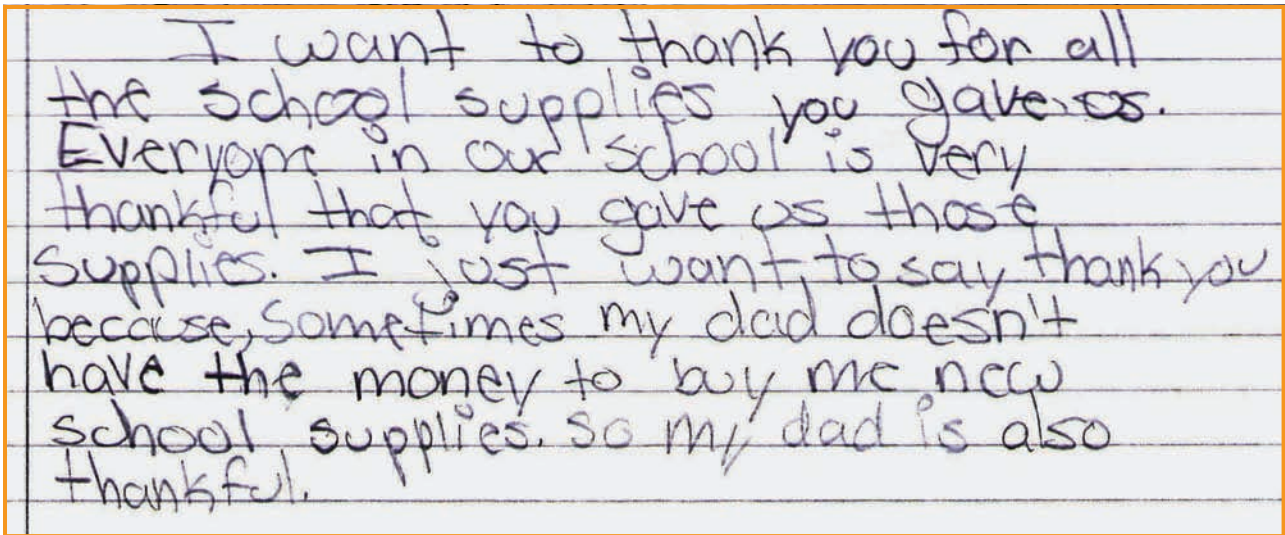 I want to thank you for all
the school supplies you gave us.
Everyone in our school is very
thankful that you gave us those
supplies. I just want to say thank you
because, sometimes my dad doesn't
have the money to buy me new
school supplies. So my dad is also
thankful.